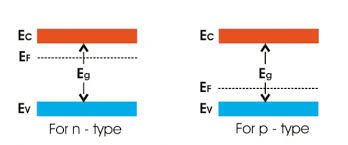 EC
EF
Eg
EV
For n - type
EC
Eg
EF
EV
For p - type